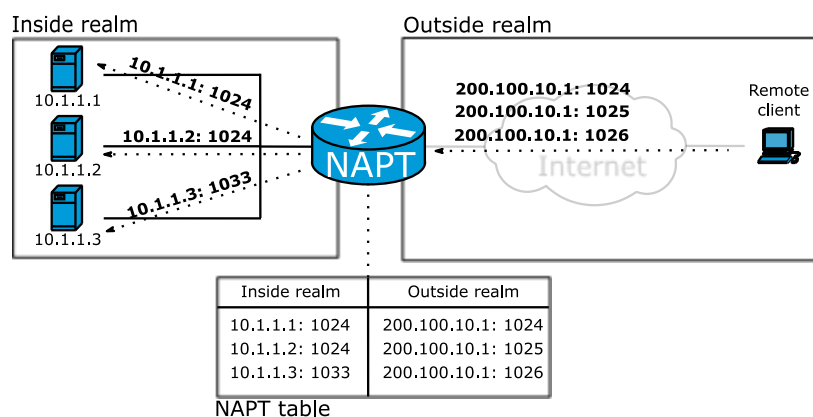 Inside realm
Outside realm
10.1.1.1
10.1.1.1: 1024
10.1.1.2
10.1.1.2: 1024
10.1.1.3
10.1.1.3: 1033
NAPT
200.100.10.1: 1024
200.100.10.1: 1025
200.100.10.1: 1026
Internet
Remote
client
Inside realm
Outside realm
10.1.1.1: 1024
200.100.10.1: 1024
10.1.1.2: 1024
200.100.10.1: 1025
10.1.1.3: 1033
200.100.10.1: 1026
NAPT table